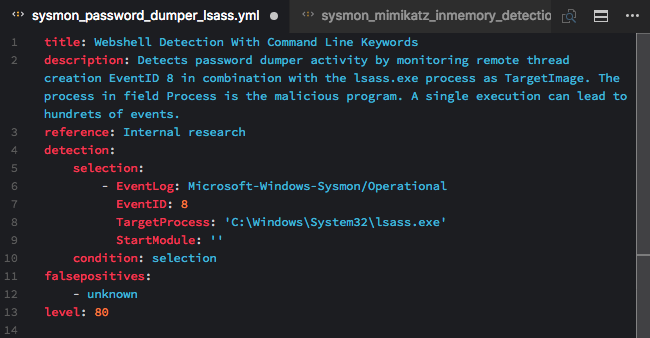 sysmon_password_dumper_lsass.yml
sysmon_mimikatz_inmemory_detectio
1 title: Webshell Detection With Command Line Keywords
2 description: Detects password dumper activity by monitoring remote thread
creation EventID 8 in combination with the lsass.exe process as TargetImage. The
process in field Process is the malicious program. A single execution can lead to
hundrets of events.
3 reference: Internal research
4 detection:
5 selection:
6 - EventLog: Microsoft-Windows-Sysmon/Operational
7 EventID: 8
8 TargetProcess: 'C:\Windows\System32\lsass.exe'
9 StartModule: ''
10 condition: selection
11 falsepositives:
12 - unknown
13 level: 80
14